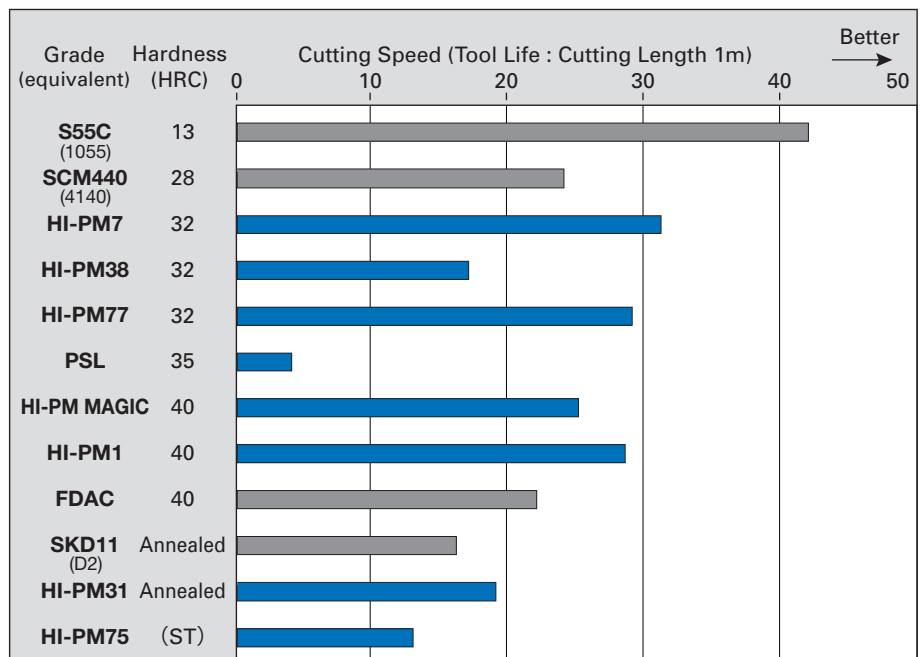 Better
Grade Hardness Cutting Speed (Tool Life : Cutting Length 1m)
(equivalent) (HRC) 0 10 20 30 40 50
S55C 13
(1055)
SCM440 28
(4140)
HI-PM7 32
HI-PM38 32
HI-PM77 32
PSL 35
HI-PM MAGIC 40
HI-PM1 40
FDAC 40
SKD11 Annealed
(D2)
HI-PM31 Annealed
HI-PM75 (ST)